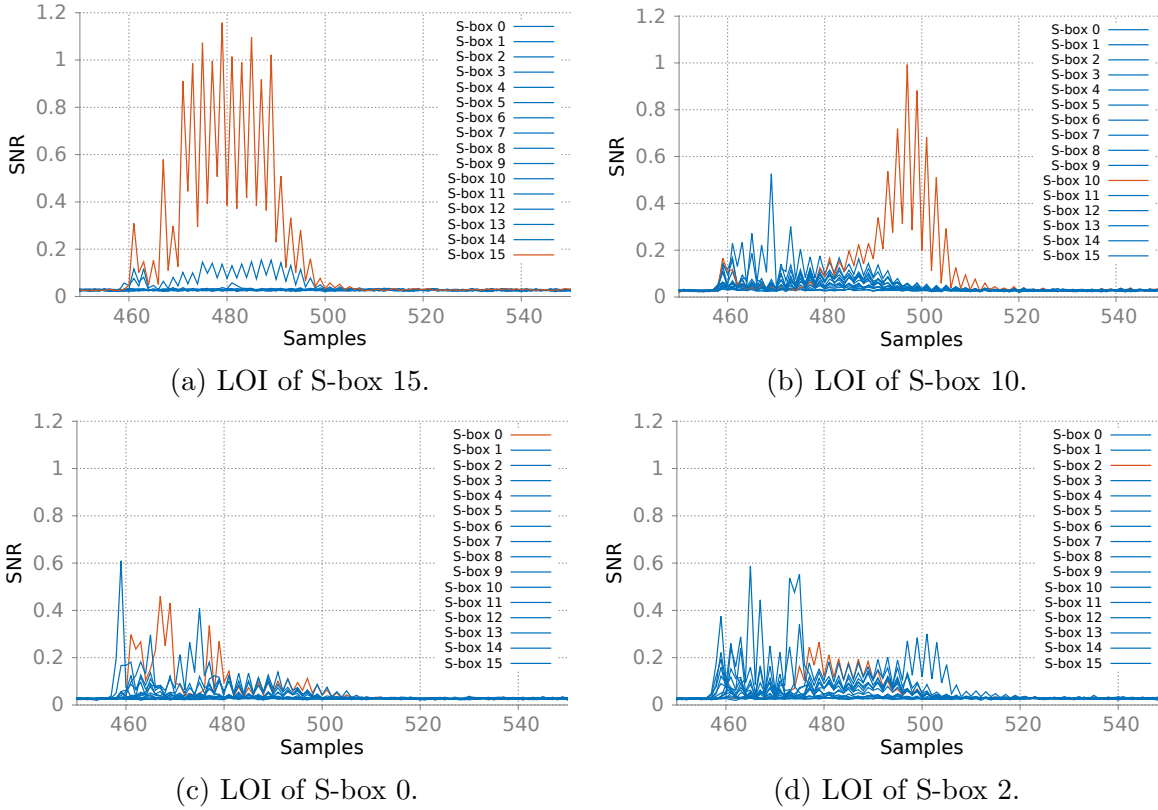 1.2
1
0.8
0.6
0.4
0.2
0
SNR
460
480
500
520
540
Samples
S-box 0
S-box 1
S-box 2
S-box 3
S-box 4
S-box 5
S-box 6
S-box 7
S-box 8
S-box 9
S-box 10
S-box 11
S-box 12
S-box 13
S-box 14
S-box 15
(a) LOI of S-box 15.
1.2
1
0.8
0.6
0.4
0.2
0
SNR
460
480
500
520
540
Samples
S-box 0
S-box 1
S-box 2
S-box 3
S-box 4
S-box 5
S-box 6
S-box 7
S-box 8
S-box 9
S-box 10
S-box 11
S-box 12
S-box 13
S-box 14
S-box 15
(b) LOI of S-box 10.
1.2
1
0.8
0.6
0.4
0.2
0
SNR
460
480
500
520
540
Samples
S-box 0
S-box 1
S-box 2
S-box 3
S-box 4
S-box 5
S-box 6
S-box 7
S-box 8
S-box 9
S-box 10
S-box 11
S-box 12
S-box 13
S-box 14
S-box 15
(c) LOI of S-box 0.
1.2
1
0.8
0.6
0.4
0.2
0
SNR
460
480
500
520
540
Samples
S-box 0
S-box 1
S-box 2
S-box 3
S-box 4
S-box 5
S-box 6
S-box 7
S-box 8
S-box 9
S-box 10
S-box 11
S-box 12
S-box 13
S-box 14
S-box 15
(d) LOI of S-box 2.